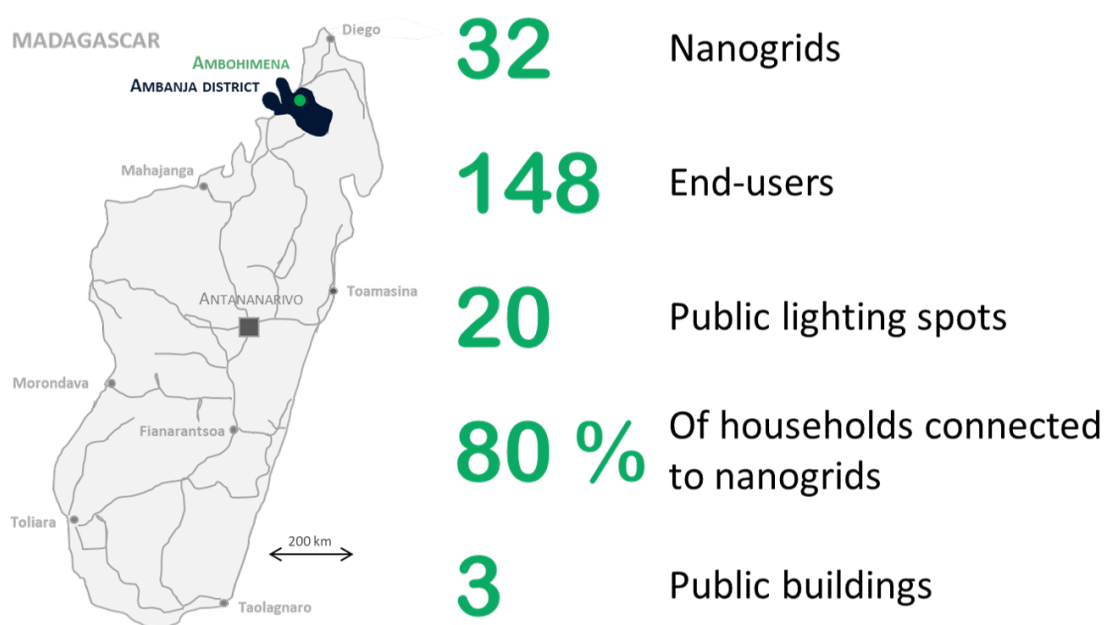 MADAGASCAR
Diego
AMBOHIMENA
AMBANJA DISTRICT
Mahajanga
ANTANANARIVO
Toamasina
Morondava
Fianarantsoa
Toliara
200 km
Taolagnaro
32 Nanogrids
148 End-users
20 Public lighting spots
80 % Of households connected
to nanogrids
3 Public buildings